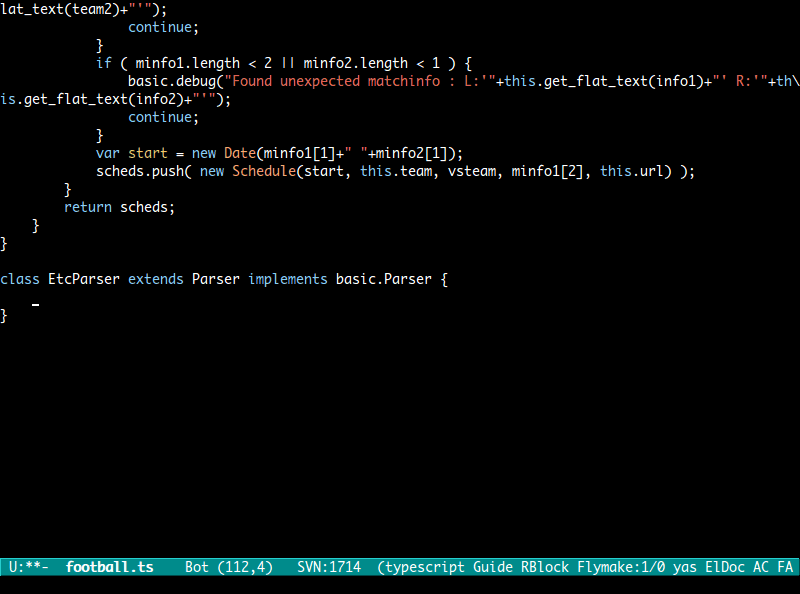 lat_text(team2)+"'");
                continue;
            }
            if ( minfo1.length < 2 || minfo2.length < 1 ) {
                basic.debug("Found unexpected matchinfo : L:'"+this.get_flat_text(info1)+"' R:'"+th\
is.get_flat_text(info2)+"'");
                continue;
            }
            var start = new Date(minfo1[1]+" "+minfo2[1]);
            scheds.push( new Schedule(start, this.team, vsteam, minfo1[2], this.url) );
        }
        return scheds;
    }
}
class EtcParser extends Parser implements basic.Parser {
}
U:**-  football.ts    Bot (112,4)   SVN:1714  (typescript Guide RBlock Flymake:1/0 yas ElDoc AC FA